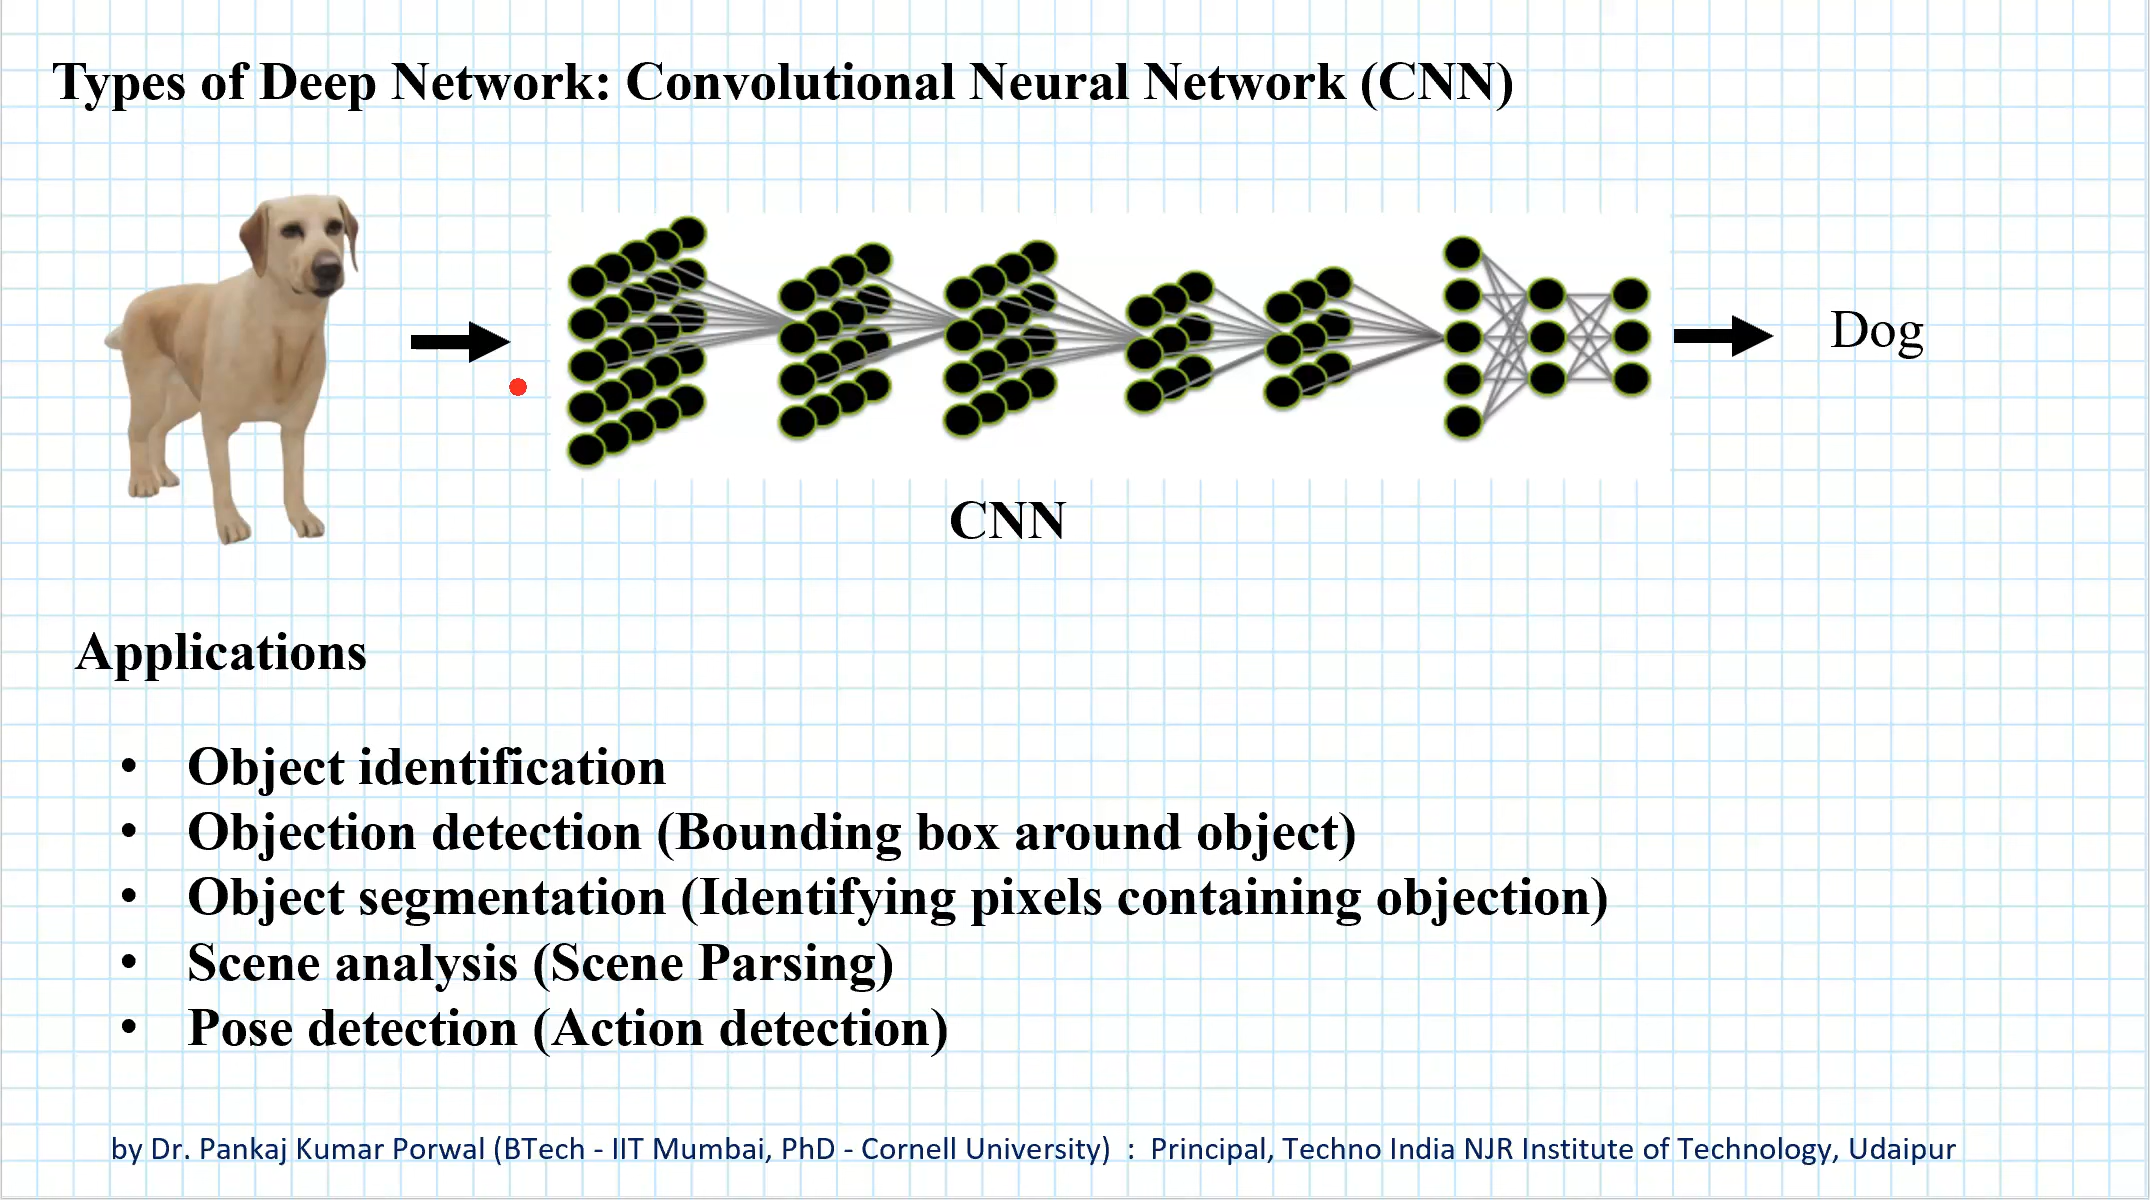 Types of Deep Network: Convolutional Neural Network (CNN)
Dog
CNN
Applications
• Object identification
• Objection detection (Bounding box around object)
• Object segmentation (Identifying pixels containing objection)
• Scene analysis (Scene Parsing)
• Pose detection (Action detection)
by Dr. Pankaj Kumar Porwal (BTech - IIT Mumbai, PhD - Cornell University) : Principal, Techno India NJR Institute of Technology, Udaipur